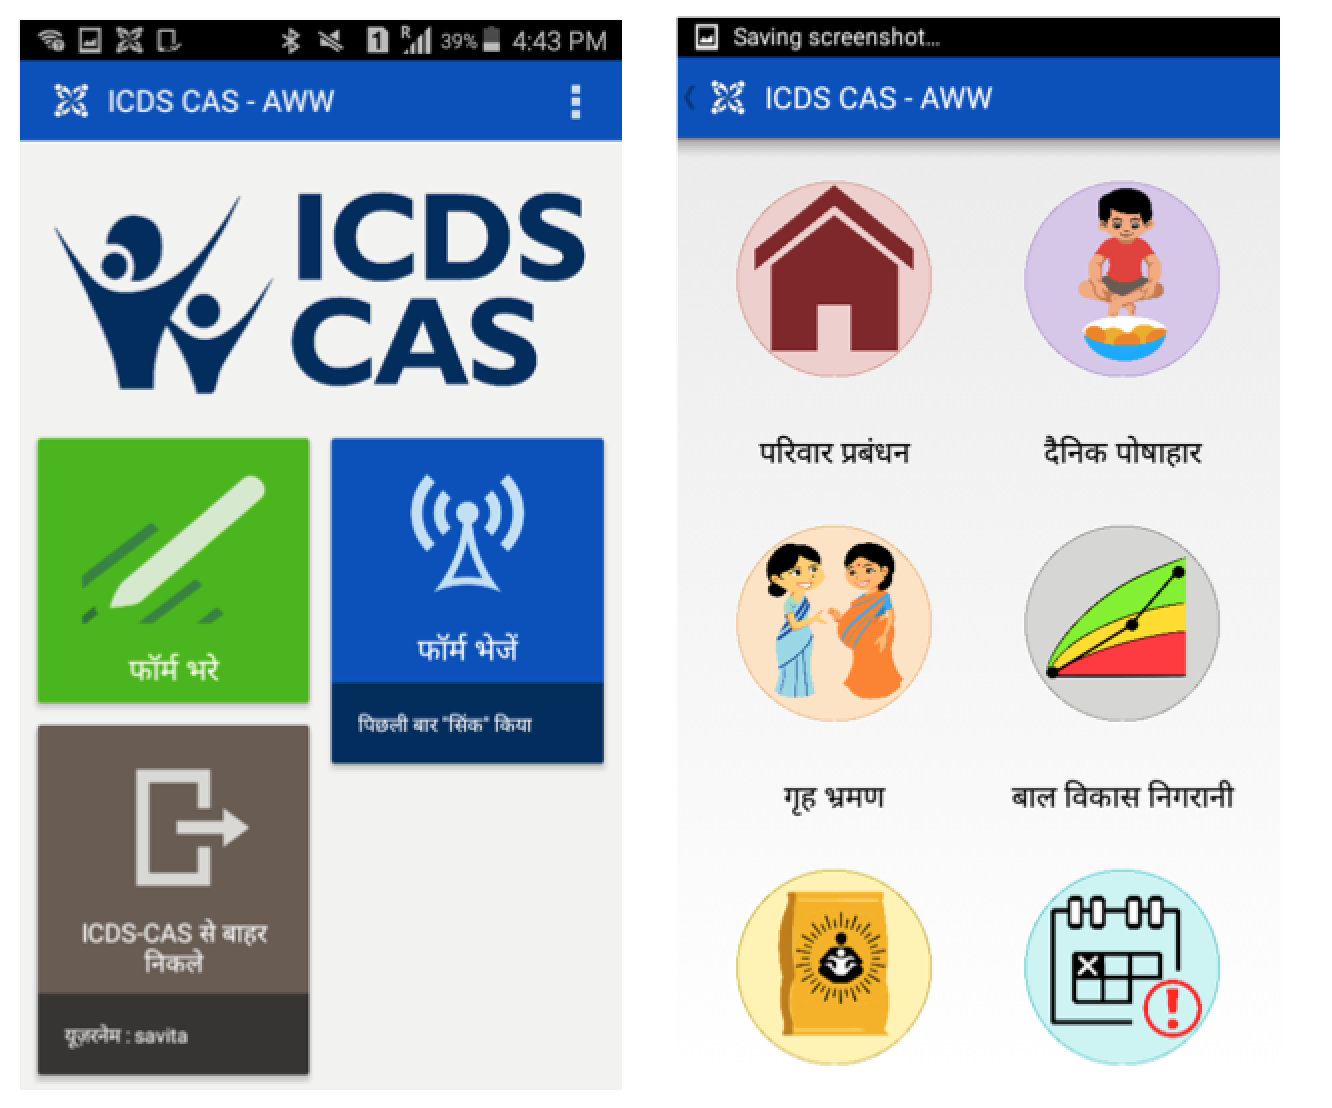 39% 4:43 PM
ICDS CAS - AWW
ICDS
CAS
फॉर्म भरे
फॉर्म भेजें
पिछली बार "सिंक" किया
ICDS-CAS से बाहर
निकले
यूज़रनेम : savita
Saving screenshot...
ICDS CAS - AWW
परिवार प्रबंधन
दैनिक पोषाहार
गृह भ्रमण
बाल विकास निगरानी